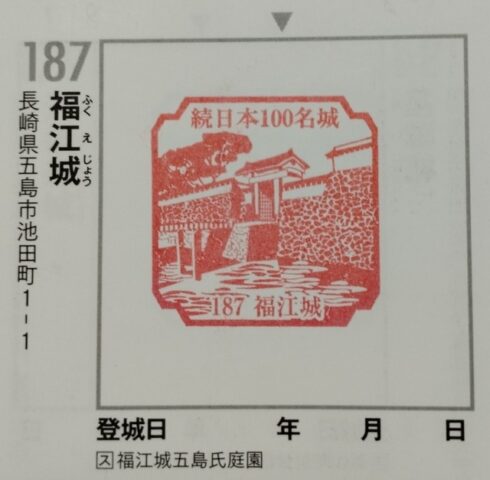 187
福江城
ふくえじょう
長崎県五島市池田町1-1
続日本100名城
187 福江城
登城日 年 月 日
ス福江城五島氏庭園